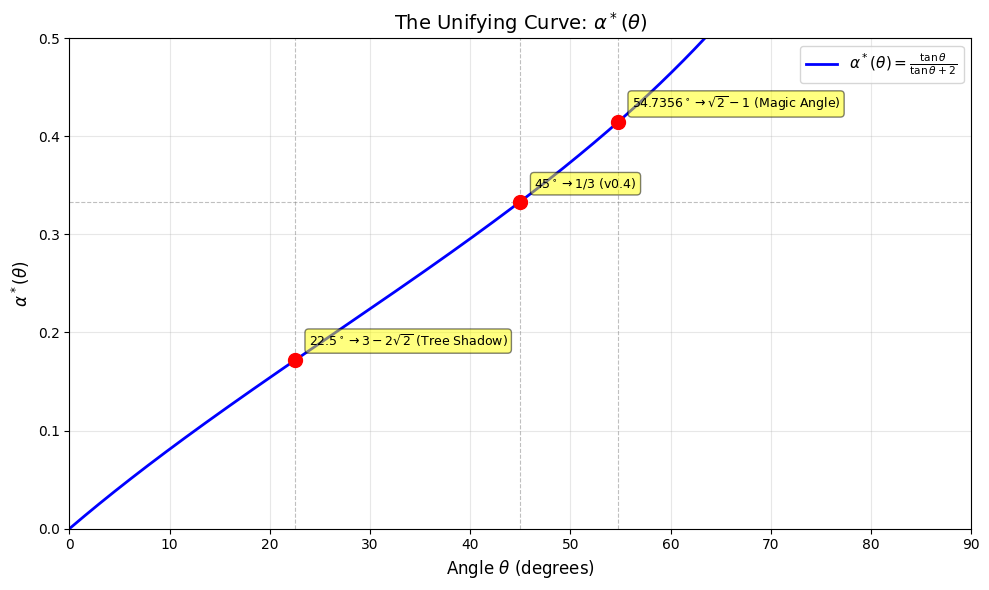 The Unifying Curve: α*(θ)
α*(θ) = tan θ / (tan θ + 2)
54.7356° → √2 − 1 (Magic Angle)
45° → 1/3 (v0.4)
22.5° → 3 − 2√2 (Tree Shadow)
α*(θ)
0.5
0.4
0.3
0.2
0.1
0.0
0 10 20 30 40 50 60 70 80 90
Angle θ (degrees)